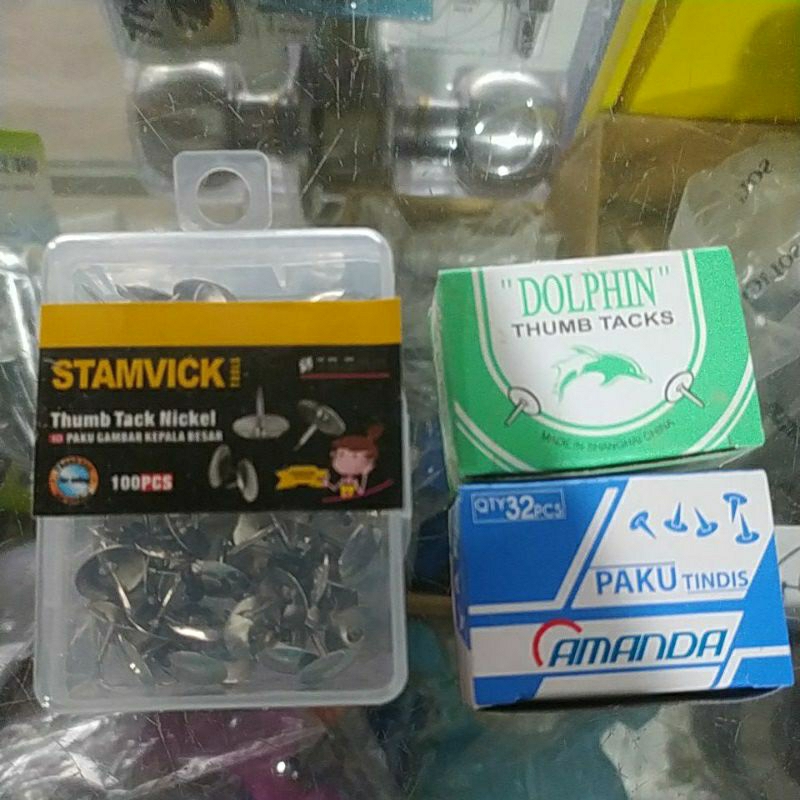 STAMVICK TOOLS
Thumb Tack Nickel
PAKU GAMBAR KEPALA BESAR
100PCS
"DOLPHIN"
THUMB TACKS
MADE IN SHANGHAI CHINA
QTY 32PCS
PAKU TINDIS
AMANDA